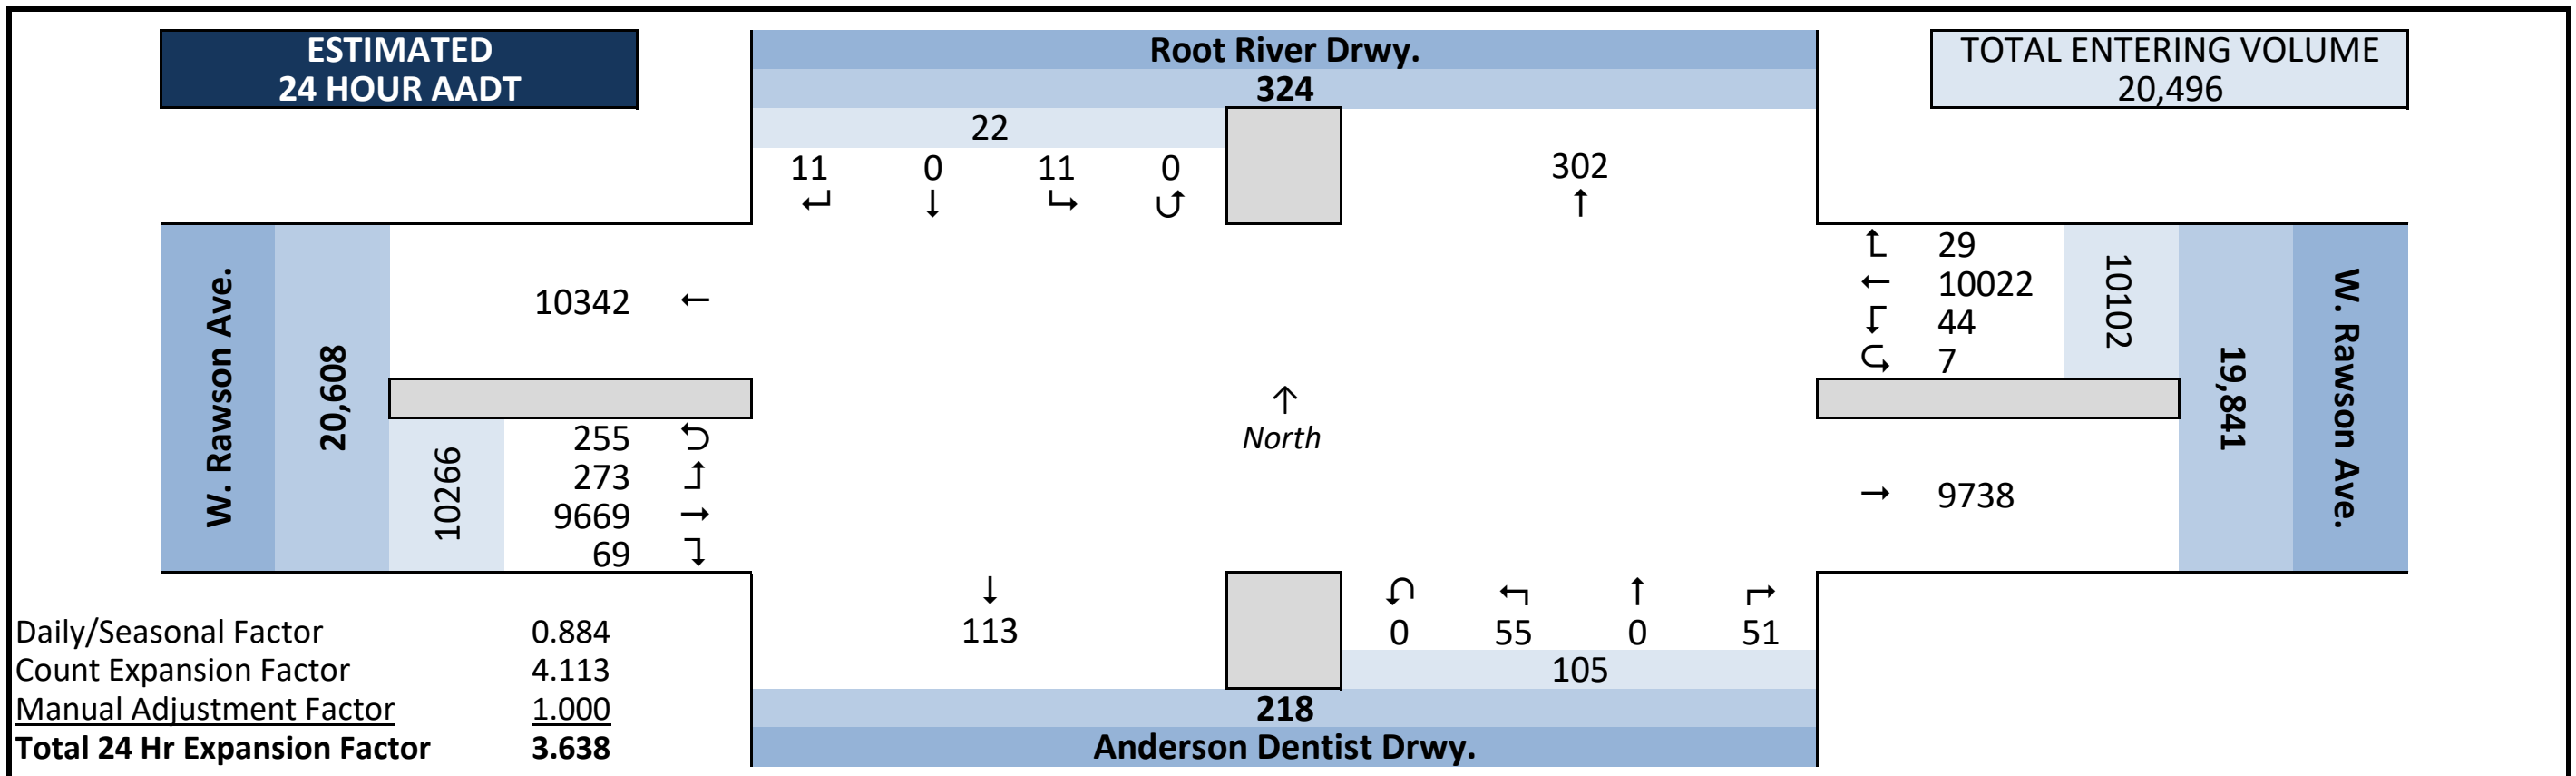 ESTIMATED
24 HOUR AADT
Root River Drwy.
324
TOTAL ENTERING VOLUME
20,496
22
11 0 11 0
↵ ↓ ↳ ⮍
302
↑
W. Rawson Ave.
20,608
10342 ←
10266
255
273
9669 →
69
↑
North
29
← 10022
44
7
10102
19,841
W. Rawson Ave.
→ 9738
↓
113
↑
0 55 0 51
105
218
Anderson Dentist Drwy.
Daily/Seasonal Factor 0.884
Count Expansion Factor 4.113
Manual Adjustment Factor 1.000
Total 24 Hr Expansion Factor 3.638